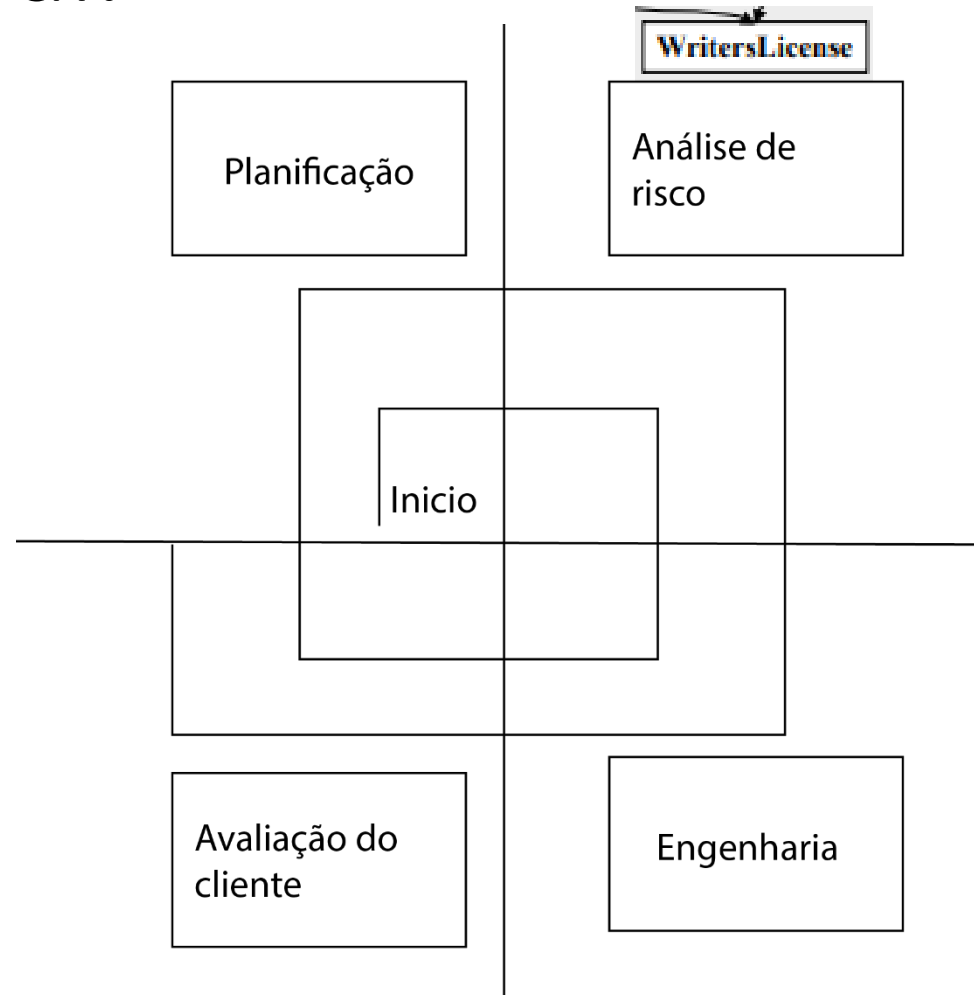 WritersLicense
Planificação
Análise de
risco
Inicio
Avaliação do
cliente
Engenharia